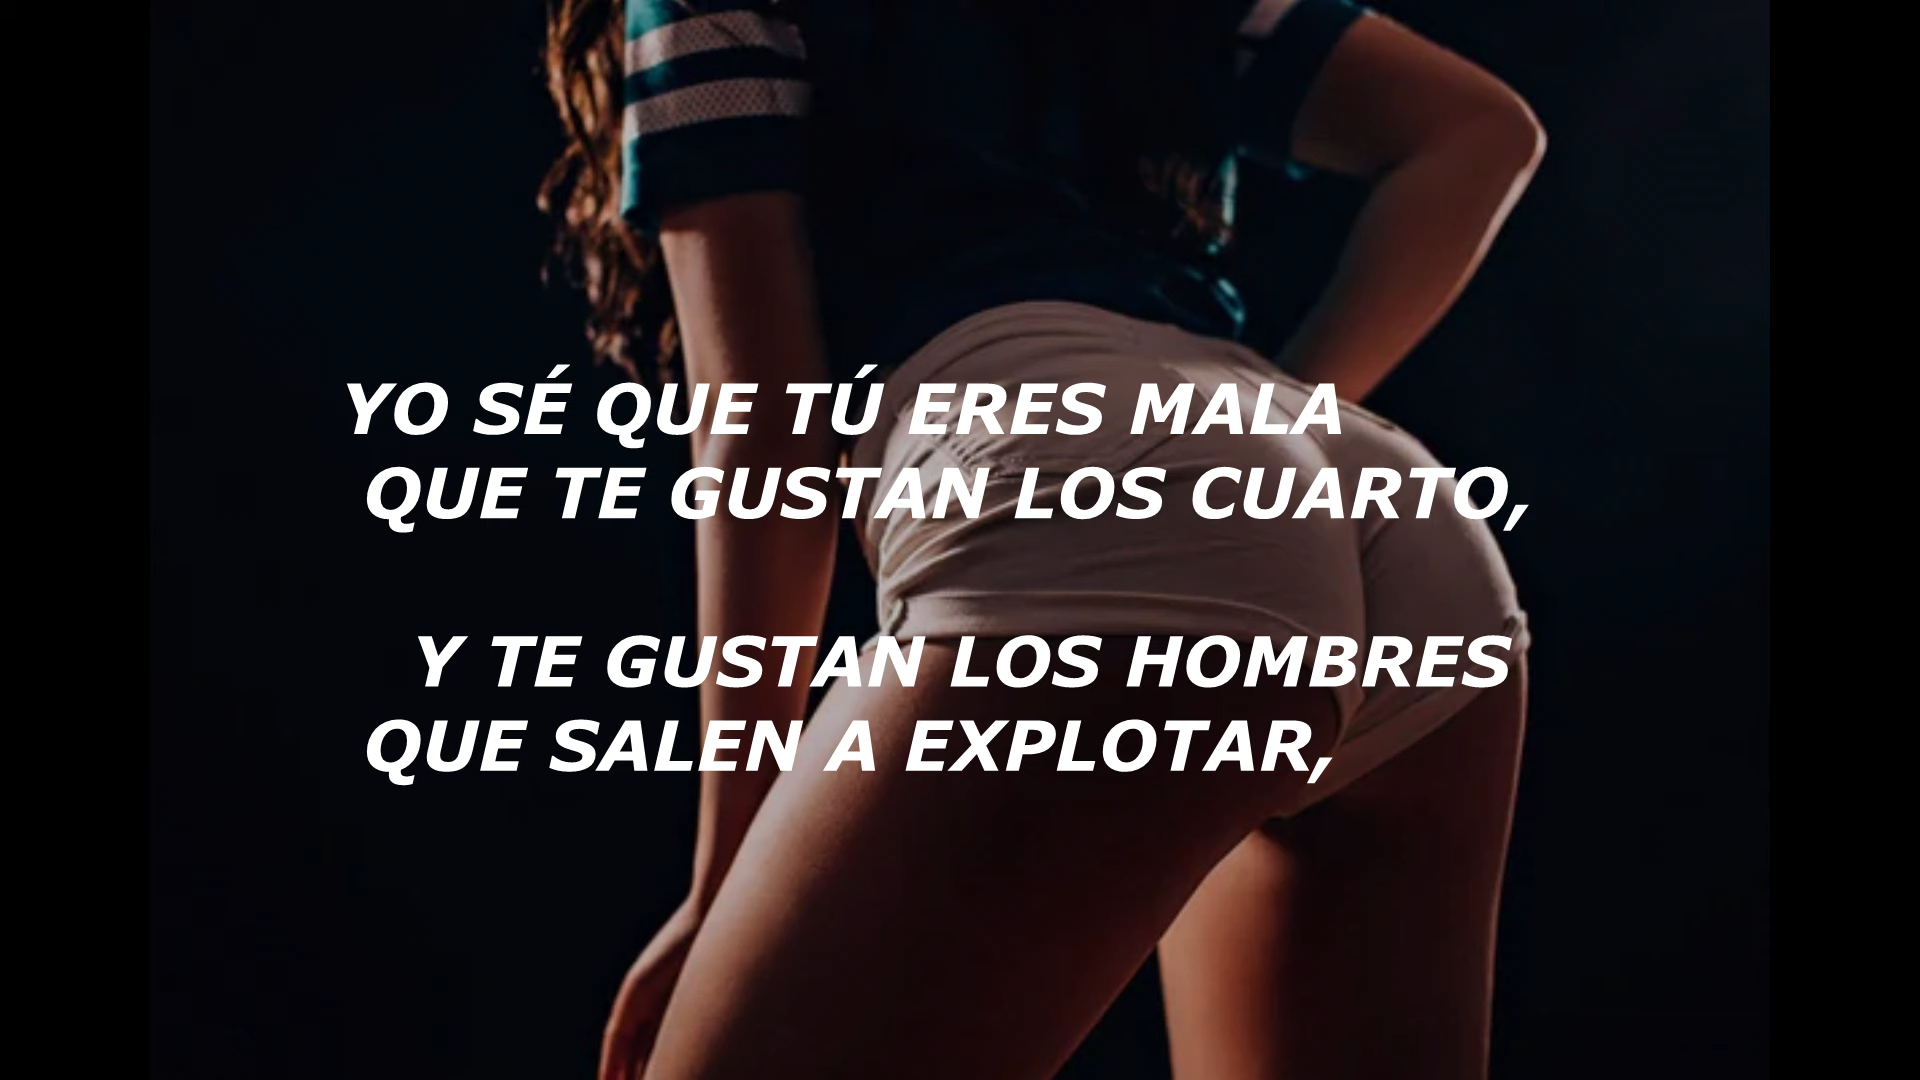 YO SÉ QUE TÚ ERES MALA
QUE TE GUSTAN LOS CUARTO,
Y TE GUSTAN LOS HOMBRES
QUE SALEN A EXPLOTAR,